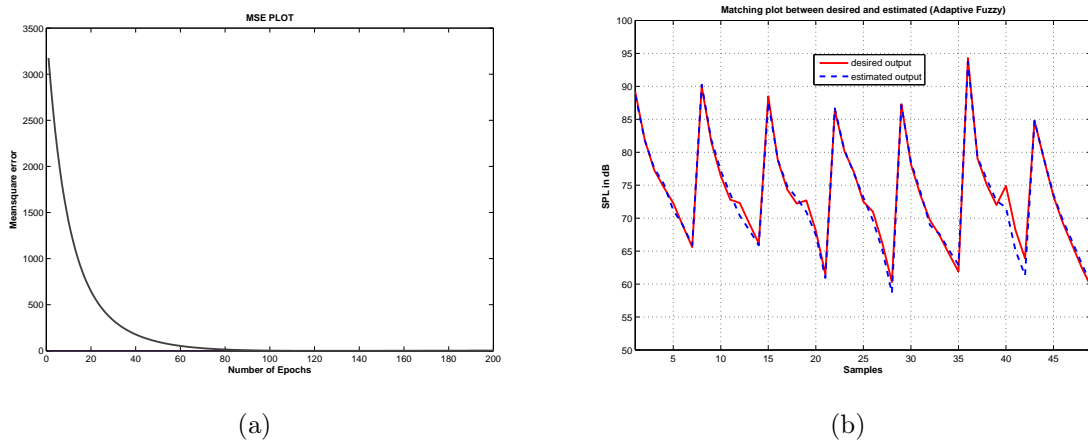 MSE PLOT
3500
3000
2500
2000
1500
1000
500
0
0 20 40 60 80 100 120 140 160 180 200
Meansquare error
Number of Epochs
(a)
Matching plot between desired and estimated (Adaptive Fuzzy)
100
95
90
85
80
75
70
65
60
55
50
5 10 15 20 25 30 35 40 45
SPL in dB
Samples
desired output
estimated output
(b)